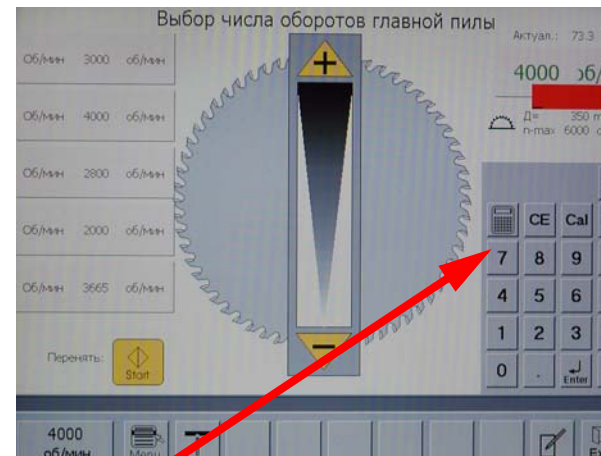 Выбор числа оборотов главной пилы
Актуал.: 73.3
Об/мин 3000 об/мин
4000 об/
Об/мин 4000 об/мин
Д= 350 m
n-max 6000
Об/мин 2800 об/мин
Об/мин 2000 об/мин
Об/мин 3665 об/мин
CE Cal
7 8 9
4 5 6
1 2 3
0 . Enter
Перенять: Start
4000
об/мин
Menu